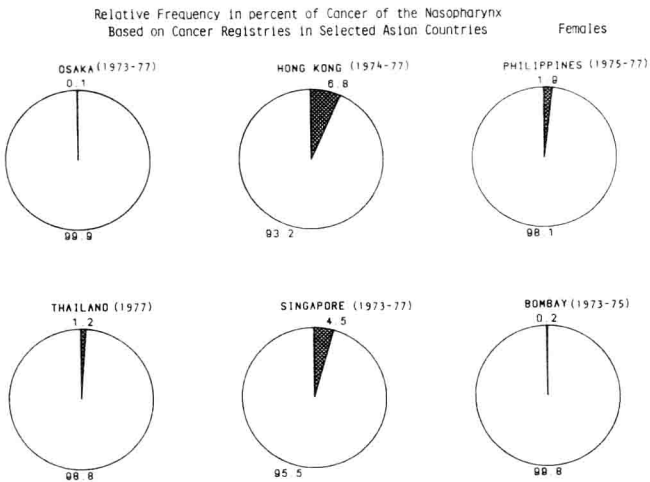 Relative Frequency in percent of Cancer of the Nasopharynx
Based on Cancer Registries in Selected Asian Countries Females
OSAKA (1973-77)
0.1
99.9
HONG KONG (1974-77)
6.8
93.2
PHILIPPINES (1975-77)
1.9
98.1
THAILAND (1977)
1.2
98.8
SINGAPORE (1973-77)
4.5
95.5
BOMBAY (1973-75)
0.2
99.8